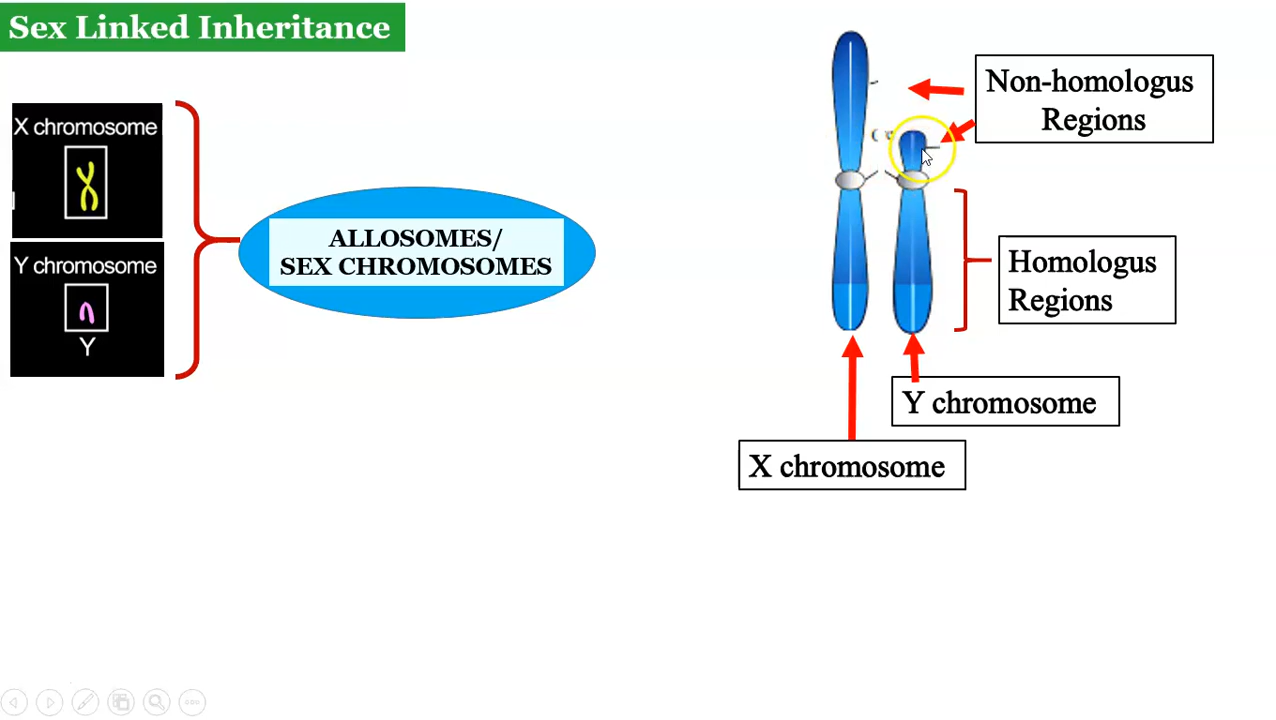 Sex Linked Inheritance
X chromosome
Y chromosome
Y
ALLOSOMES/
SEX CHROMOSOMES
Non-homologus
Regions
Homologus
Regions
Y chromosome
X chromosome